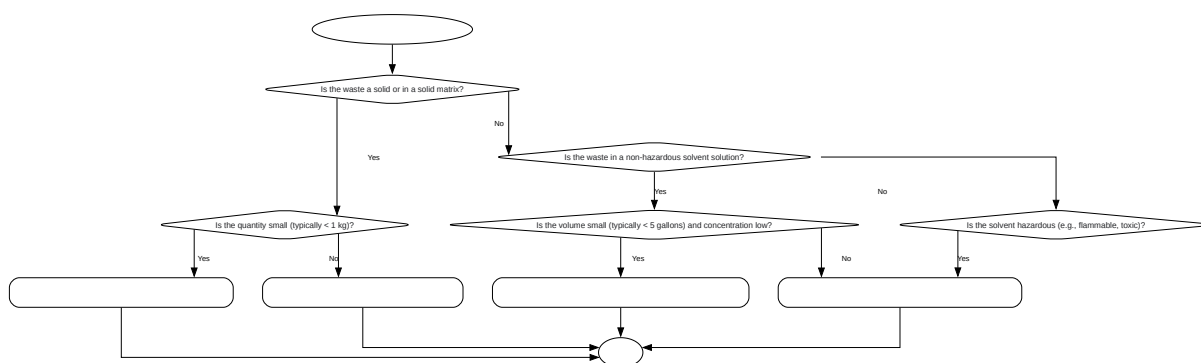 Is the waste a solid or in a solid matrix?
No
Yes
Is the waste in a non-hazardous solvent solution?
Yes
No
Is the quantity small (typically < 1 kg)?
Is the volume small (typically < 5 gallons) and concentration low?
Is the solvent hazardous (e.g., flammable, toxic)?
Yes
No
Yes
No
Yes